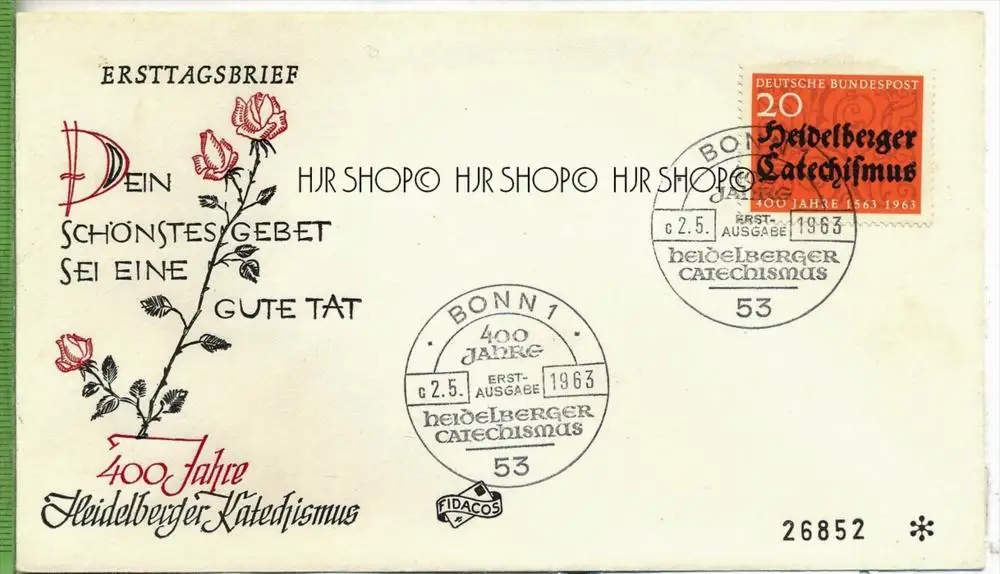 ERSTTAGSBRIEF
DEIN
SCHÖNSTES GEBET
SEI EINE
GUTE TAT
400 Jahre
Heidelberger Katechismus
HJR SHOP© HJR SHOP© HJR SHOP©
DEUTSCHE BUNDESPOST
20
Heidelberger
Catechismus
400 JAHRE 1563 1963
BONN 1
400
JAHRE
c 2.5. ERST-AUSGABE 1963
heidelberger
catechismus
53
BONN 1
400
JAHRE
c 2.5. ERST-AUSGABE 1963
heidelberger
catechismus
53
FIDACOS
26852 *